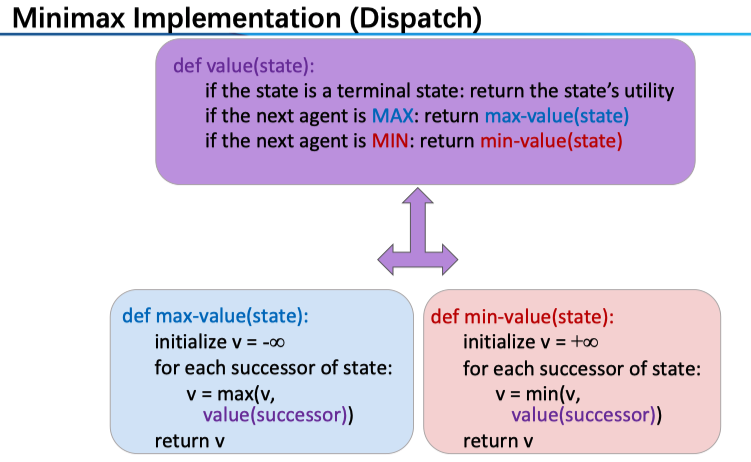 Minimax Implementation (Dispatch)
def value(state):
if the state is a terminal state: return the state’s utility
if the next agent is MAX: return max-value(state)
if the next agent is MIN: return min-value(state)
def max-value(state):
initialize v = -∞
for each successor of state:
v = max(v,
value(successor))
return v
def min-value(state):
initialize v = +∞
for each successor of state:
v = min(v,
value(successor))
return v